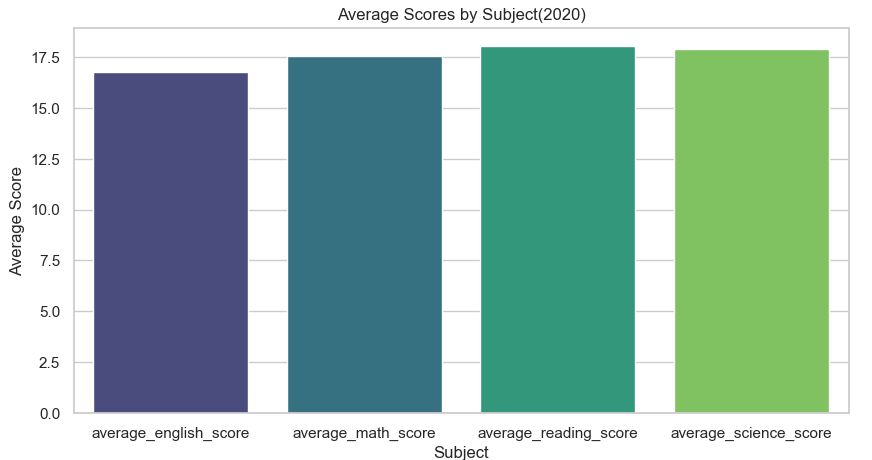 Average Scores by Subject(2020)
Average Score
17.5
15.0
12.5
10.0
7.5
5.0
2.5
0.0
average_english_score average_math_score average_reading_score average_science_score
Subject